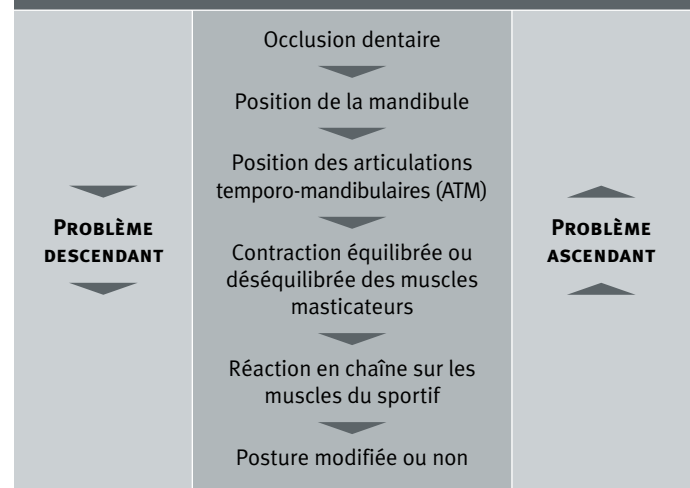 Occlusion dentaire
Position de la mandibule
Position des articulations
temporo-mandibulaires (ATM)
Contraction équilibrée ou
déséquilibrée des muscles
masticateurs
Réaction en chaîne sur les
muscles du sportif
Posture modifiée ou non
PROBLÈME
DESCENDANT
PROBLÈME
ASCENDANT